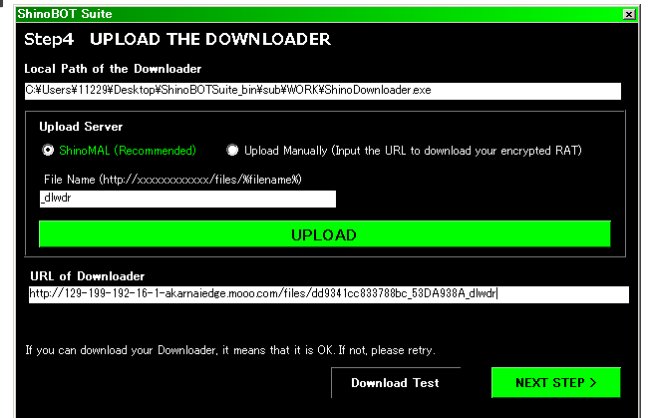 ShinoBOT Suite
Step4 UPLOAD THE DOWNLOADER
Local Path of the Downloader
C:¥Users¥11229¥Desktop¥ShinoBOTSuite_bin¥sub¥WORK¥ShinoDownloader.exe
Upload Server
ShinoMAL (Recommended) Upload Manually (Input the URL to download your encrypted RAT)
File Name (http://xxxxxxxxxxxx/files/%filename%)
_dlwdr
UPLOAD
URL of Downloader
http://129-199-192-16-1-akarnaiedge.mooo.com/files/dd9341cc833788bc_53DA938A_dlwdr
If you can download your Downloader, it means that it is OK. If not, please retry.
Download Test NEXT STEP >